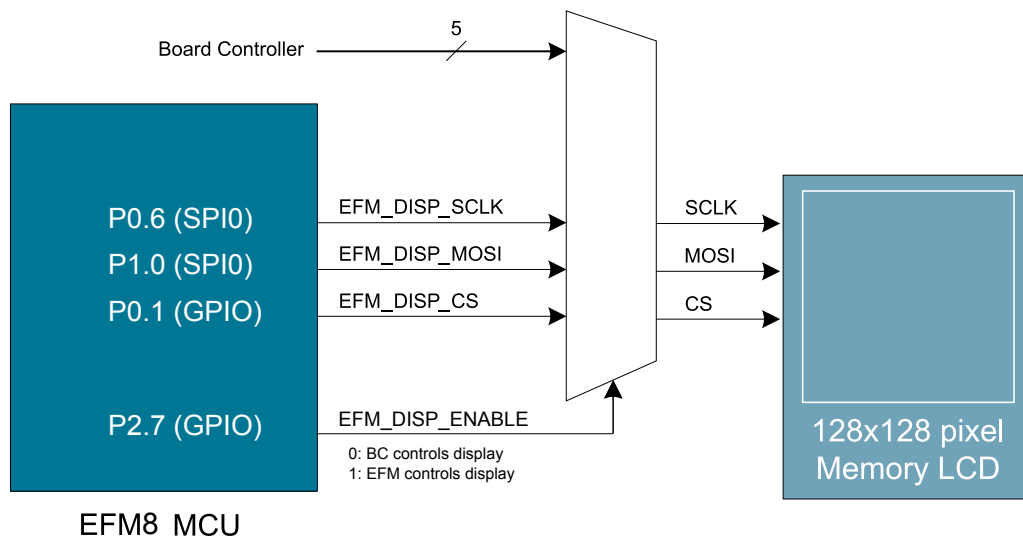 5
Board Controller
P0.6 (SPI0)
EFM_DISP_SCLK
SCLK
P1.0 (SPI0)
EFM_DISP_MOSI
MOSI
P0.1 (GPIO)
EFM_DISP_CS
CS
P2.7 (GPIO)
EFM_DISP_ENABLE
0: BC controls display
1: EFM controls display
128x128 pixel
Memory LCD
EFM8 MCU